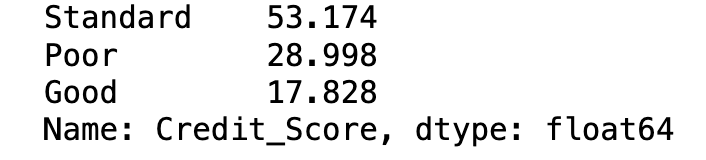 Standard    53.174
Poor        28.998
Good        17.828
Name: Credit_Score, dtype: float64